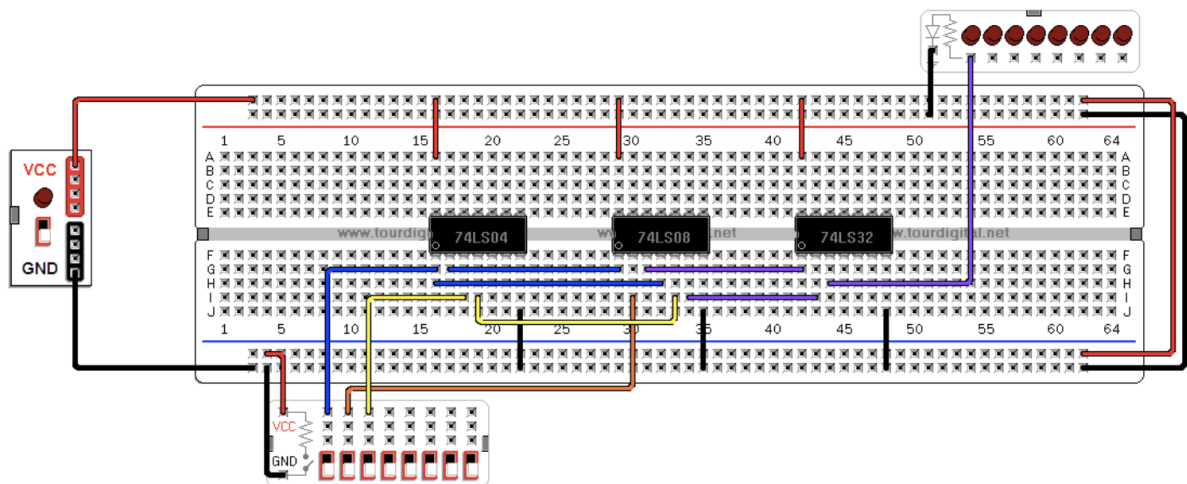 1 5 10 15 20 25 30 35 40 45 50 55 60 64
A A
B B
VCC C C
D D
E E
www.tourdigital.net 74LS04 w 74LS08 .net 74LS32 www.tourdigital.net
GND F F
G G
H H
I I
J J
1 5 10 15 20 25 30 35 40 45 50 55 60 64
VCC
GND